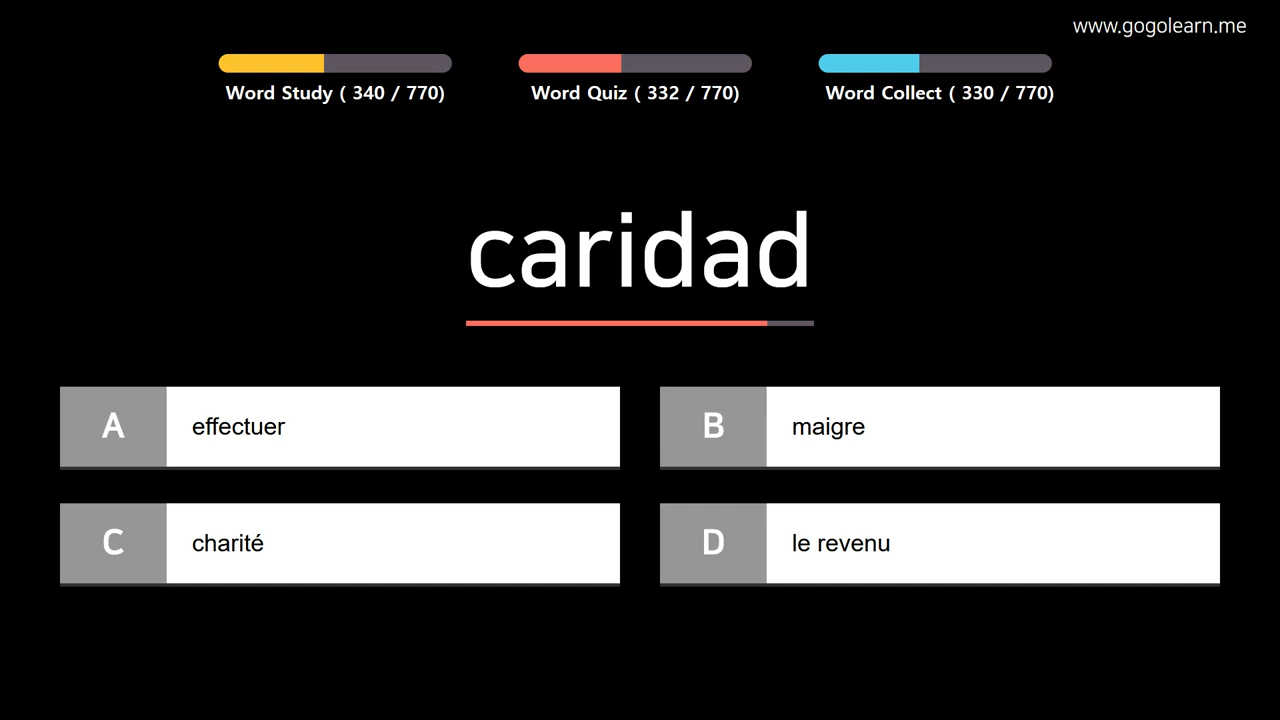 www.gogolearn.me
Word Study ( 340 / 770)
Word Quiz ( 332 / 770)
Word Collect ( 330 / 770)
caridad
A effectuer
B maigre
C charité
D le revenu